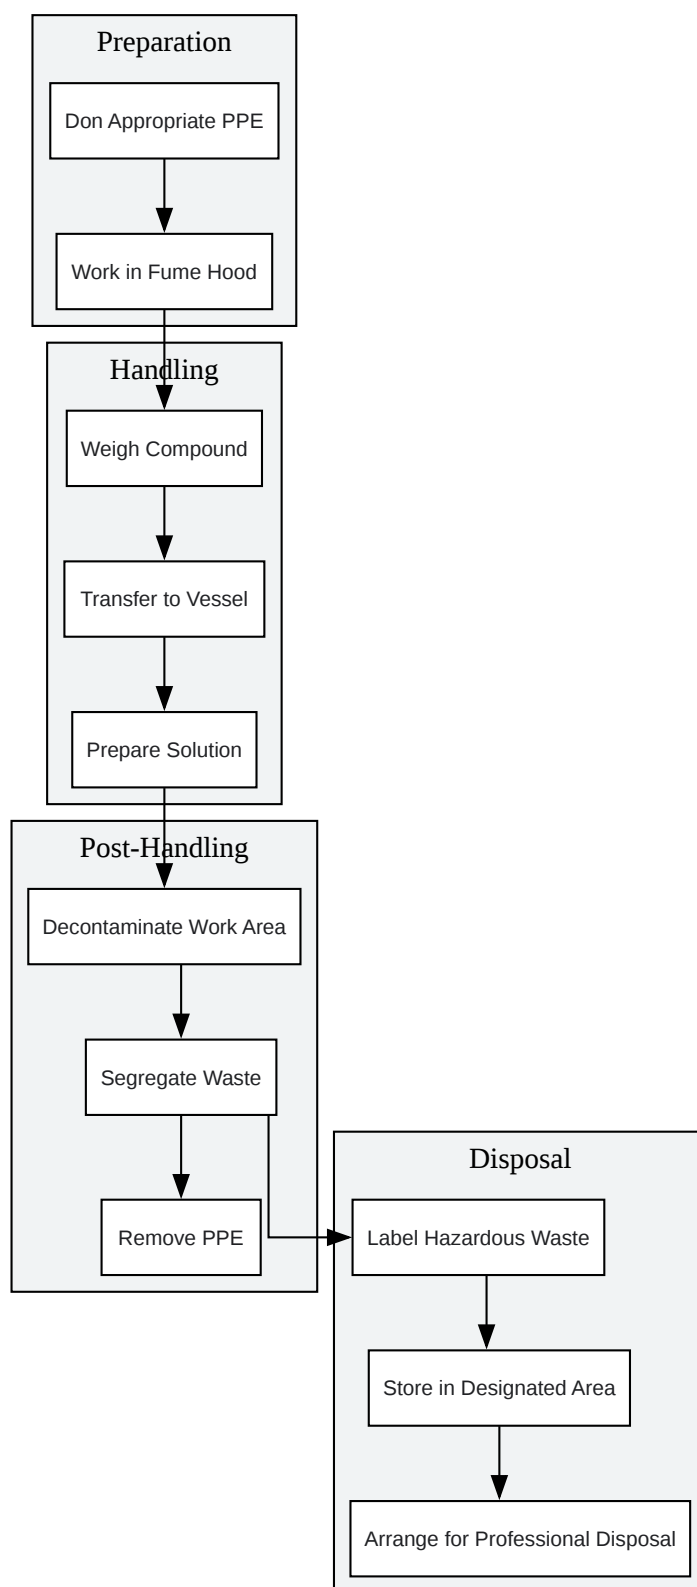 Preparation
Don Appropriate PPE
Work in Fume Hood
Handling
Weigh Compound
Transfer to Vessel
Prepare Solution
Post-Handling
Decontaminate Work Area
Segregate Waste
Remove PPE
Disposal
Label Hazardous Waste
Store in Designated Area
Arrange for Professional Disposal